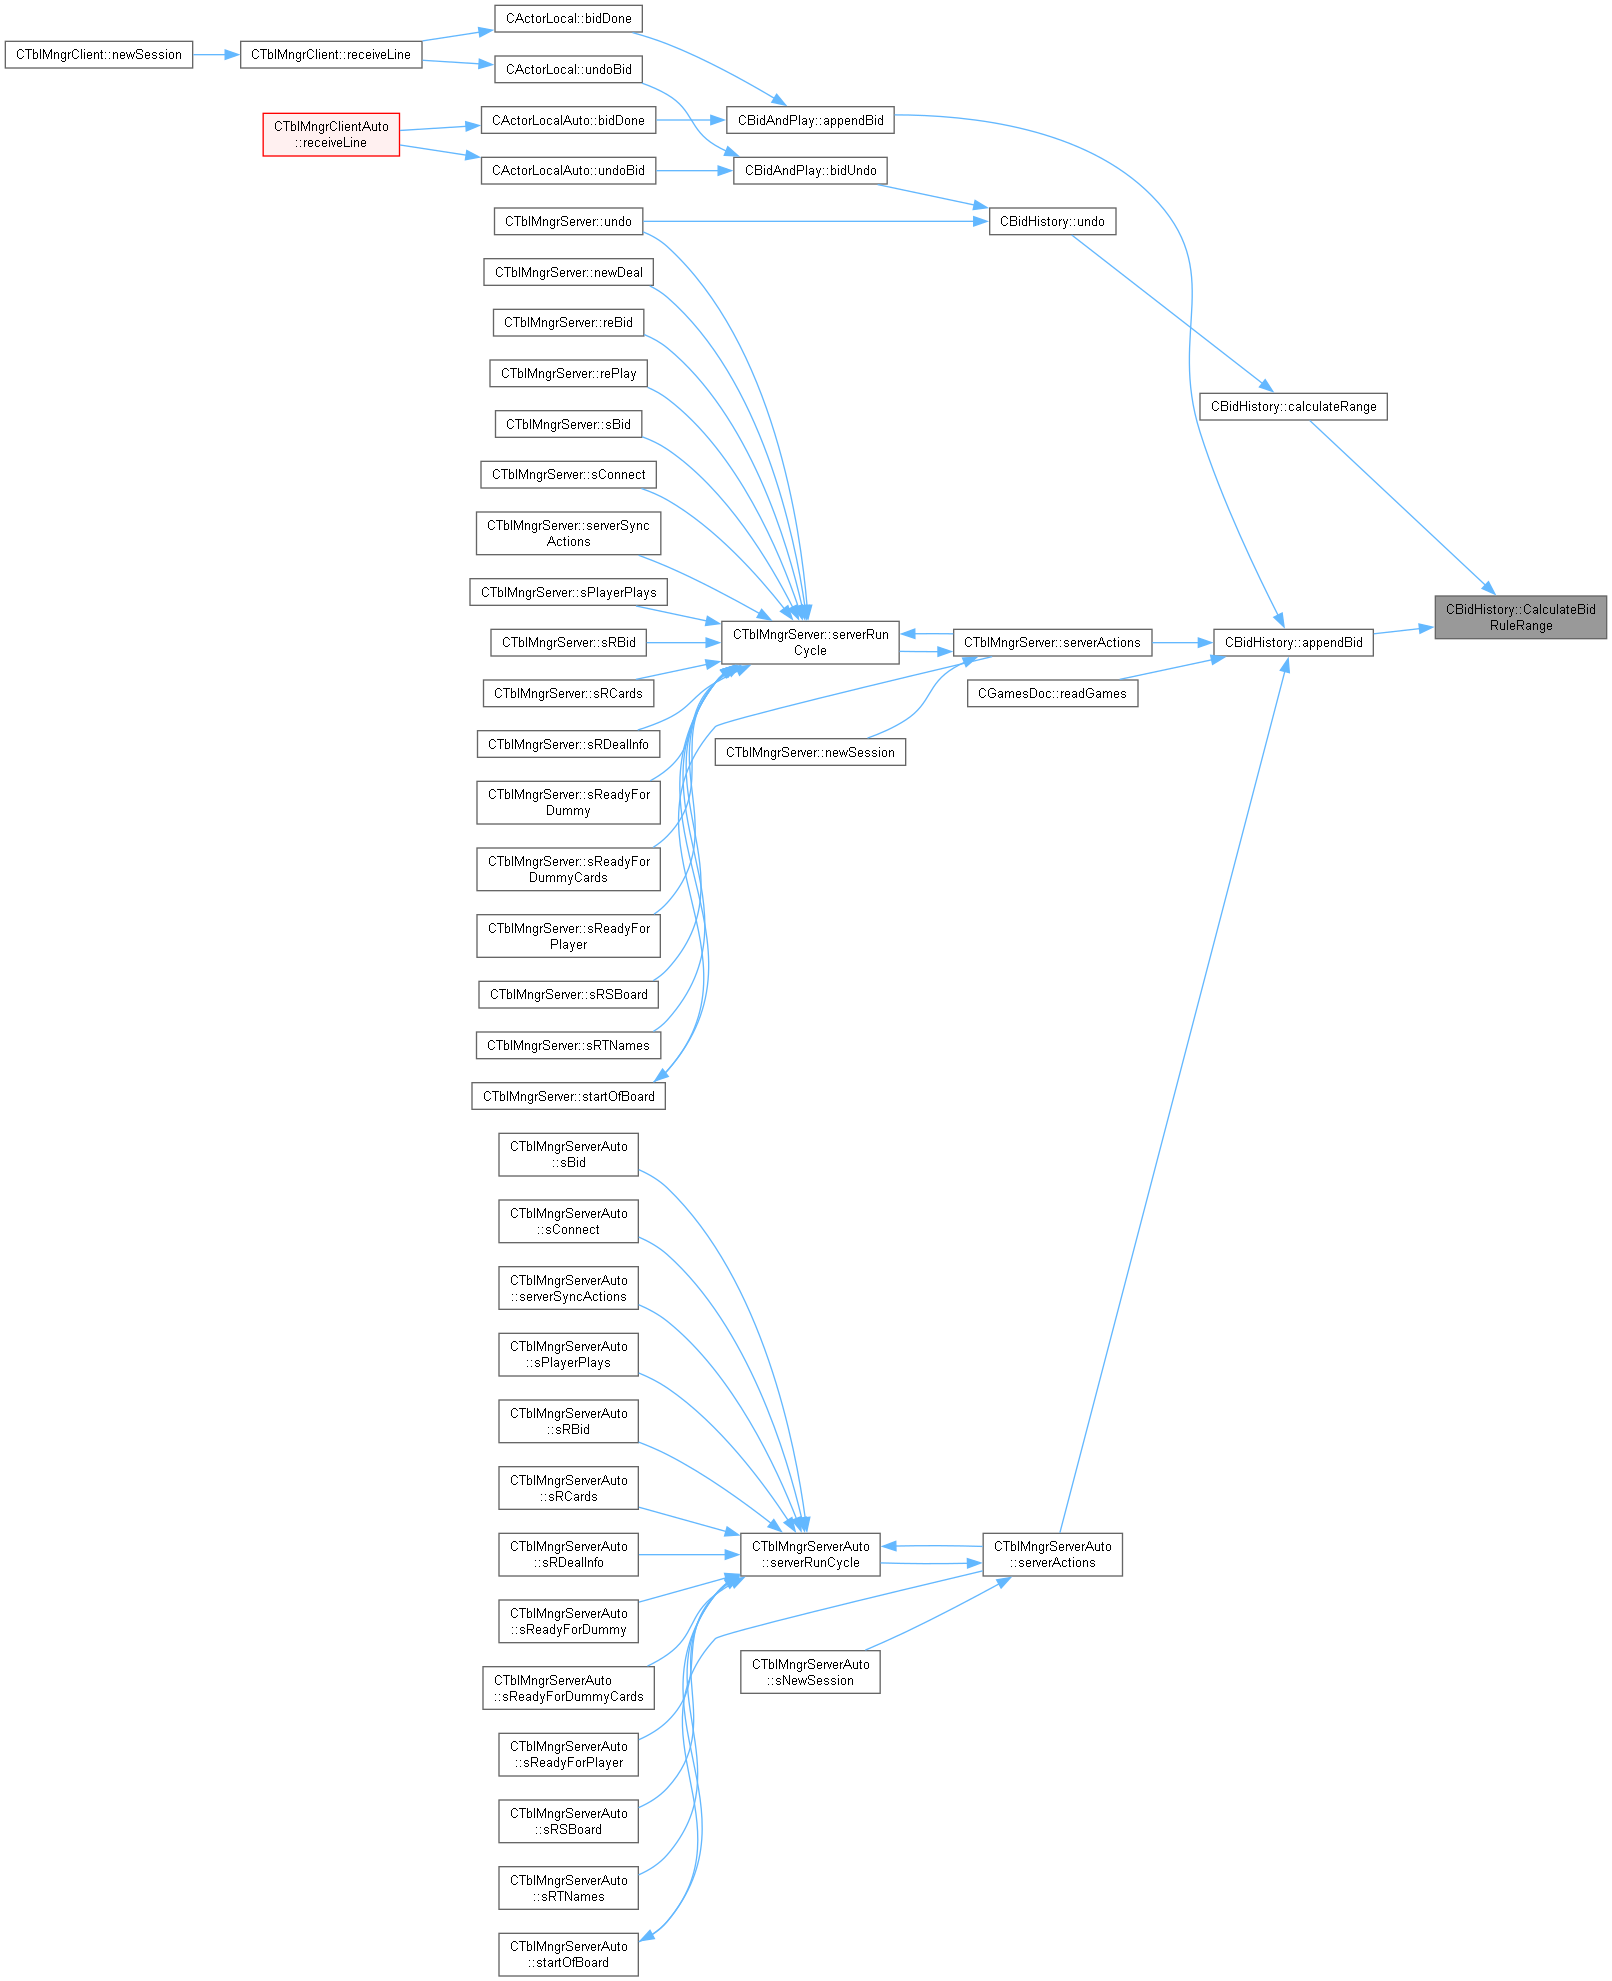 CActorLocal::bidDone
CTblMngrClient::newSession
CTblMngrClient::receiveLine
CActorLocal::undoBid
CTblMngrClientAuto
::receiveLine
CActorLocalAuto::bidDone
CBidAndPlay::appendBid
CActorLocalAuto::undoBid
CBidAndPlay::bidUndo
CTblMngrServer::undo
CBidHistory::undo
CTblMngrServer::newDeal
CTblMngrServer::reBid
CTblMngrServer::rePlay
CBidHistory::calculateRange
CTblMngrServer::sBid
CTblMngrServer::sConnect
CTblMngrServer::serverSync
Actions
CTblMngrServer::sPlayerPlays
CBidHistory::CalculateBid
RuleRange
CTblMngrServer::serverRun
Cycle
CTblMngrServer::serverActions
CBidHistory::appendBid
CTblMngrServer::sRBid
CTblMngrServer::sRCards
CGamesDoc::readGames
CTblMngrServer::sRDealInfo
CTblMngrServer::newSession
CTblMngrServer::sReadyFor
Dummy
CTblMngrServer::sReadyFor
DummyCards
CTblMngrServer::sReadyFor
Player
CTblMngrServer::sRSBoard
CTblMngrServer::sRTNames
CTblMngrServer::startOfBoard
CTblMngrServerAuto
::sBid
CTblMngrServerAuto
::sConnect
CTblMngrServerAuto
::serverSyncActions
CTblMngrServerAuto
::sPlayerPlays
CTblMngrServerAuto
::sRBid
CTblMngrServerAuto
::sRCards
CTblMngrServerAuto
::sRDealInfo
CTblMngrServerAuto
::serverRunCycle
CTblMngrServerAuto
::serverActions
CTblMngrServerAuto
::sReadyForDummy
CTblMngrServerAuto
::sNewSession
CTblMngrServerAuto
::sReadyForDummyCards
CTblMngrServerAuto
::sReadyForPlayer
CTblMngrServerAuto
::sRSBoard
CTblMngrServerAuto
::sRTNames
CTblMngrServerAuto
::startOfBoard